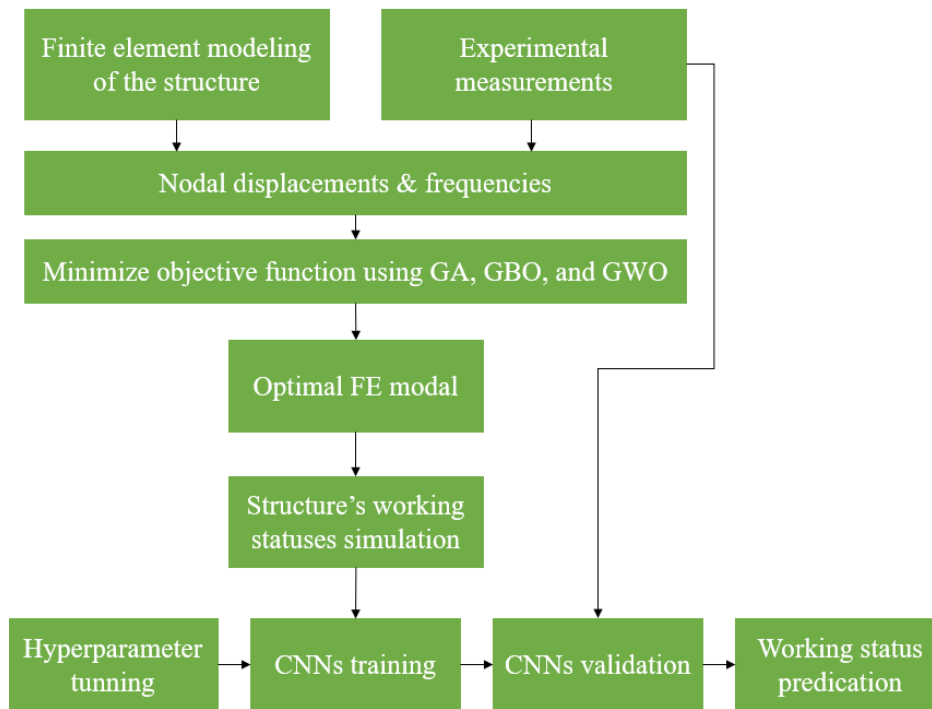 Finite element modeling
of the structure
Experimental
measurements
Nodal displacements & frequencies
Minimize objective function using GA, GBO, and GWO
Optimal FE modal
Structure’s working
statuses simulation
Hyperparameter
tunning
CNNs training
CNNs validation
Working status
predication